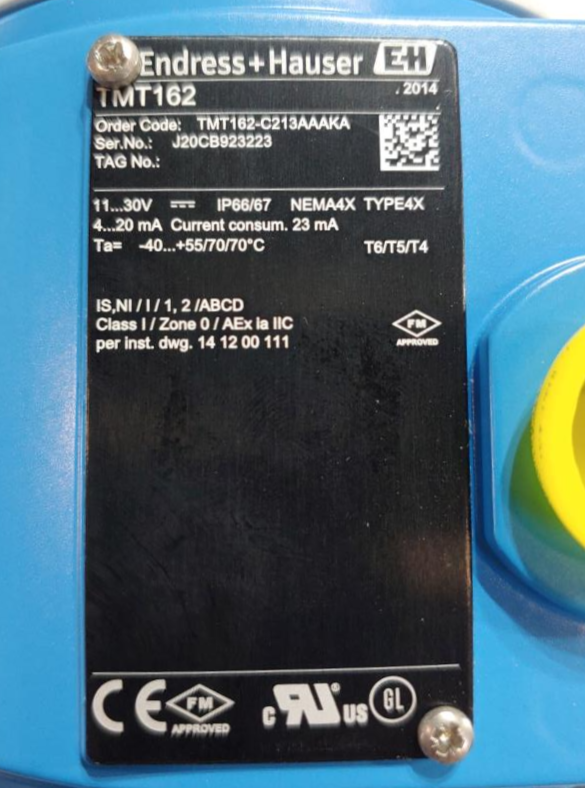 Endress+Hauser EH
TMT162 . 2014
Order Code: TMT162-C213AAAKA
Ser.No.: J20CB923223
TAG No.:
11...30V IP66/67 NEMA4X TYPE4X
4...20 mA Current consum. 23 mA
Ta= -40...+55/70/70°C T6/T5/T4
IS,NI / I / 1, 2 /ABCD
Class I / Zone 0 / AEx ia IIC
per inst. dwg. 14 12 00 111
FM
APPROVED
CE FM APPROVED c RU US GL